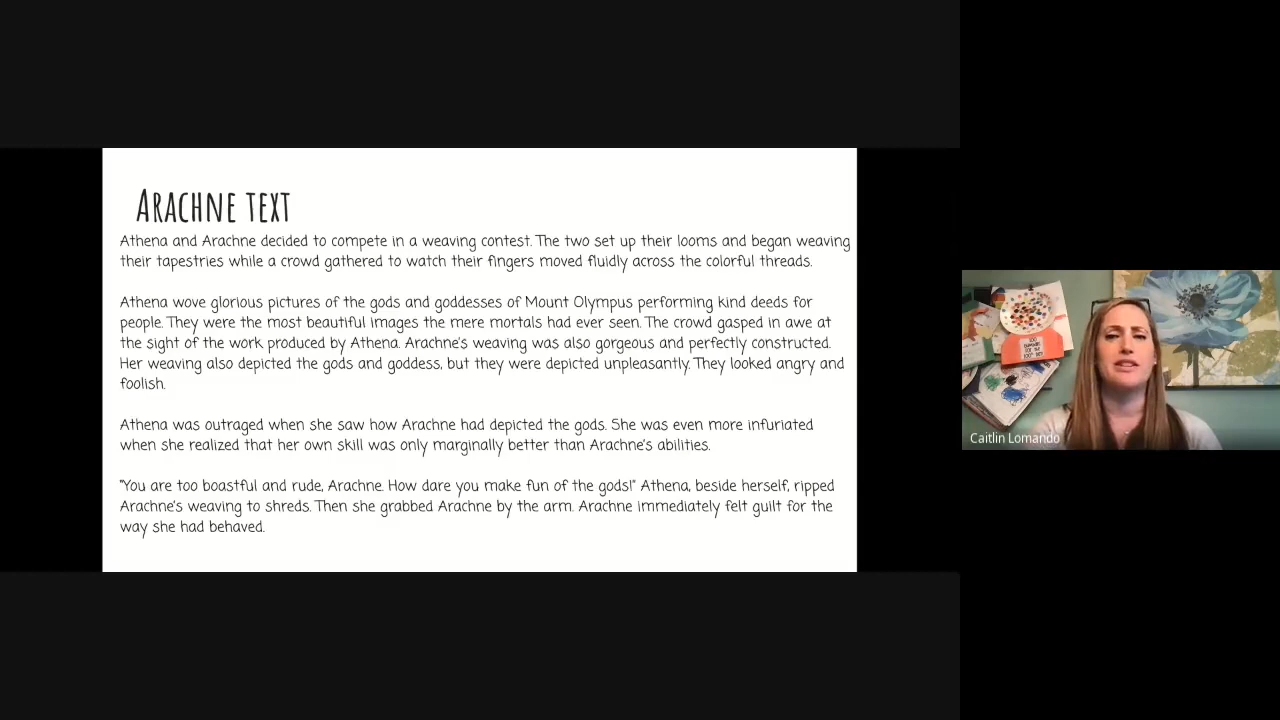 ARACHNE TEXT
Athena and Arachne decided to compete in a weaving contest. The two set up their looms and began weaving
their tapestries while a crowd gathered to watch their fingers moved fluidly across the colorful threads.
Athena wove glorious pictures of the gods and goddesses of Mount Olympus performing kind deeds for
people. They were the most beautiful images the mere mortals had ever seen. The crowd gasped in awe at
the sight of the work produced by Athena. Arachne's weaving was also gorgeous and perfectly constructed.
Her weaving also depicted the gods and goddess, but they were depicted unpleasantly. They looked angry and
foolish.
Athena was outraged when she saw how Arachne had depicted the gods. She was even more infuriated
when she realized that her own skill was only marginally better than Arachne's abilities.
"You are too boastful and rude, Arachne. How dare you make fun of the gods!" Athena, beside herself, ripped
Arachne's weaving to shreds. Then she grabbed Arachne by the arm. Arachne immediately felt guilt for the
way she had behaved.
Caitlin Lomando